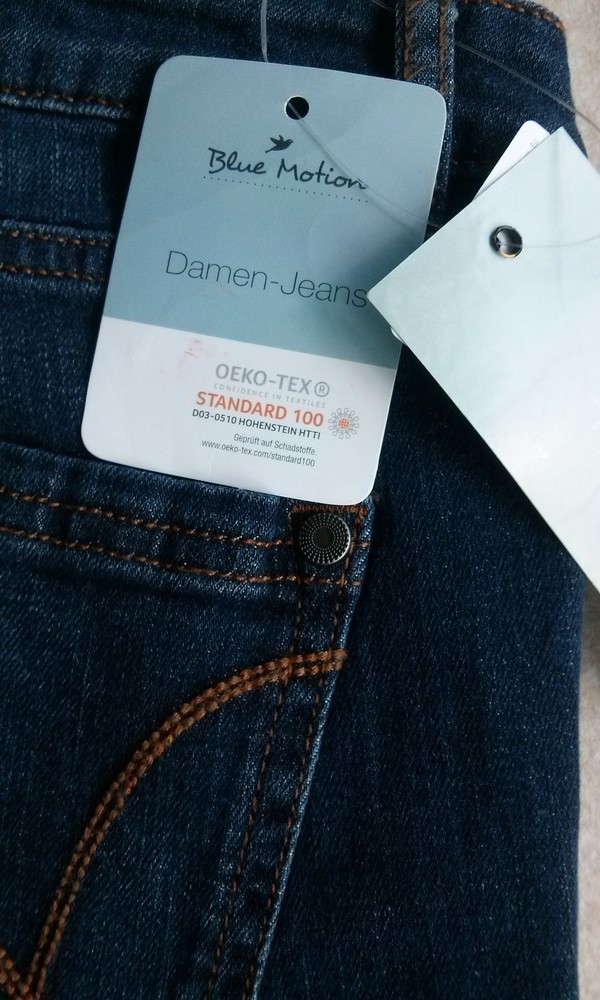 Blue Motion
Damen-Jeans
OEKO-TEX®
CONFIDENCE IN TEXTILES
STANDARD 100
D03-0510 HOHENSTEIN HTTI
Geprüft auf Schadstoffe.
www.oeko-tex.com/standard100